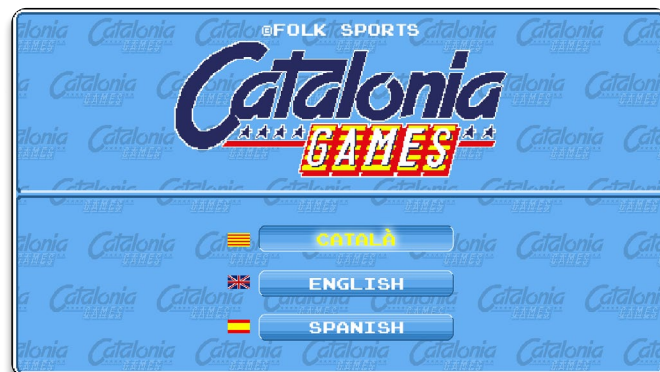 ©FOLK SPORTS
Catalonia
GAMES
CATALÀ
ENGLISH
SPANISH